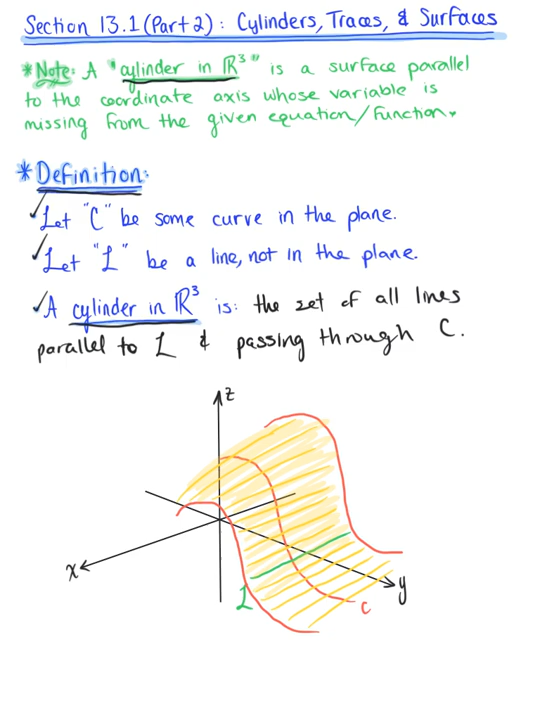 Section 13.1 (Part 2): Cylinders, Traces, & Surfaces
*Note: A "cylinder in ℝ³" is a surface parallel
to the coordinate axis whose variable is
missing from the given equation/function.
*Definition:
✓Let "C" be some curve in the plane.
✓Let "L" be a line, not in the plane.
✓A cylinder in ℝ³ is: the set of all lines
parallel to L & passing through C.
z
x
y
L
C